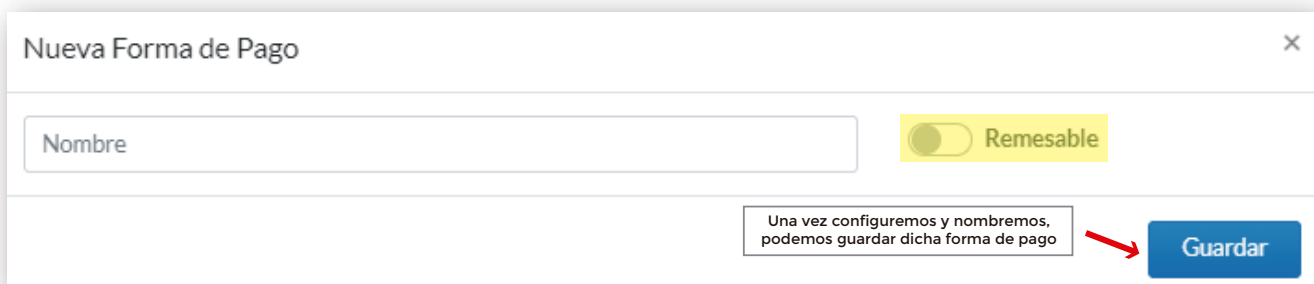 Nueva Forma de Pago
×
Nombre
Remesable
Una vez configuremos y nombremos,
podemos guardar dicha forma de pago
Guardar